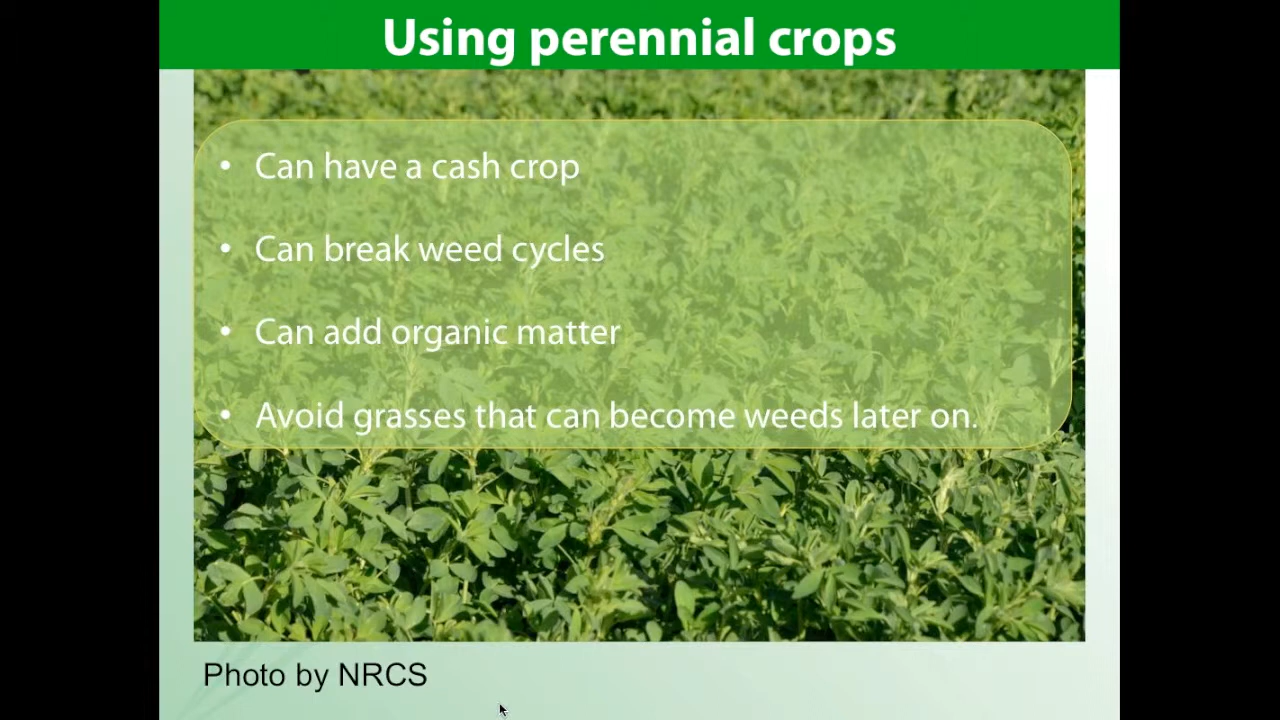 Using perennial crops
• Can have a cash crop
• Can break weed cycles
• Can add organic matter
• Avoid grasses that can become weeds later on.
Photo by NRCS